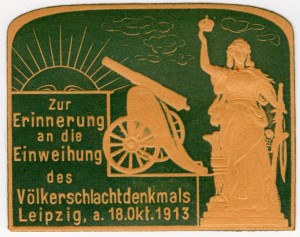 Zur
Erinnerung
an die
Einweihung
des
Völkerschlachtdenkmals
Leipzig, a. 18.Okt.1913